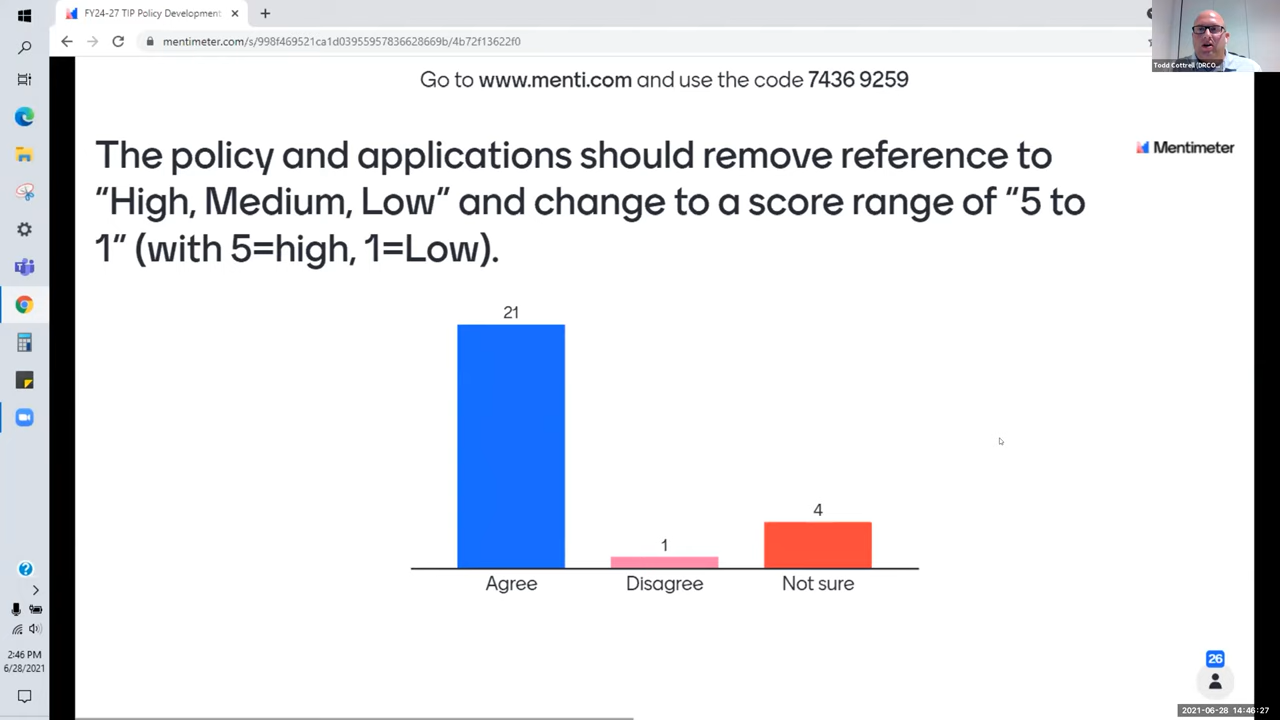 FY24-27 TIP Policy Development
mentimeter.com/s/998f469521ca1d03955957836628669b/4b72f13622f0
Todd Cottrell (DRCO...
Go to www.menti.com and use the code 7436 9259
Mentimeter
The policy and applications should remove reference to
“High, Medium, Low” and change to a score range of “5 to
1” (with 5=high, 1=Low).
21
1
4
Agree
Disagree
Not sure
26
2:46 PM
6/28/2021
2021-06-28 14:46:27